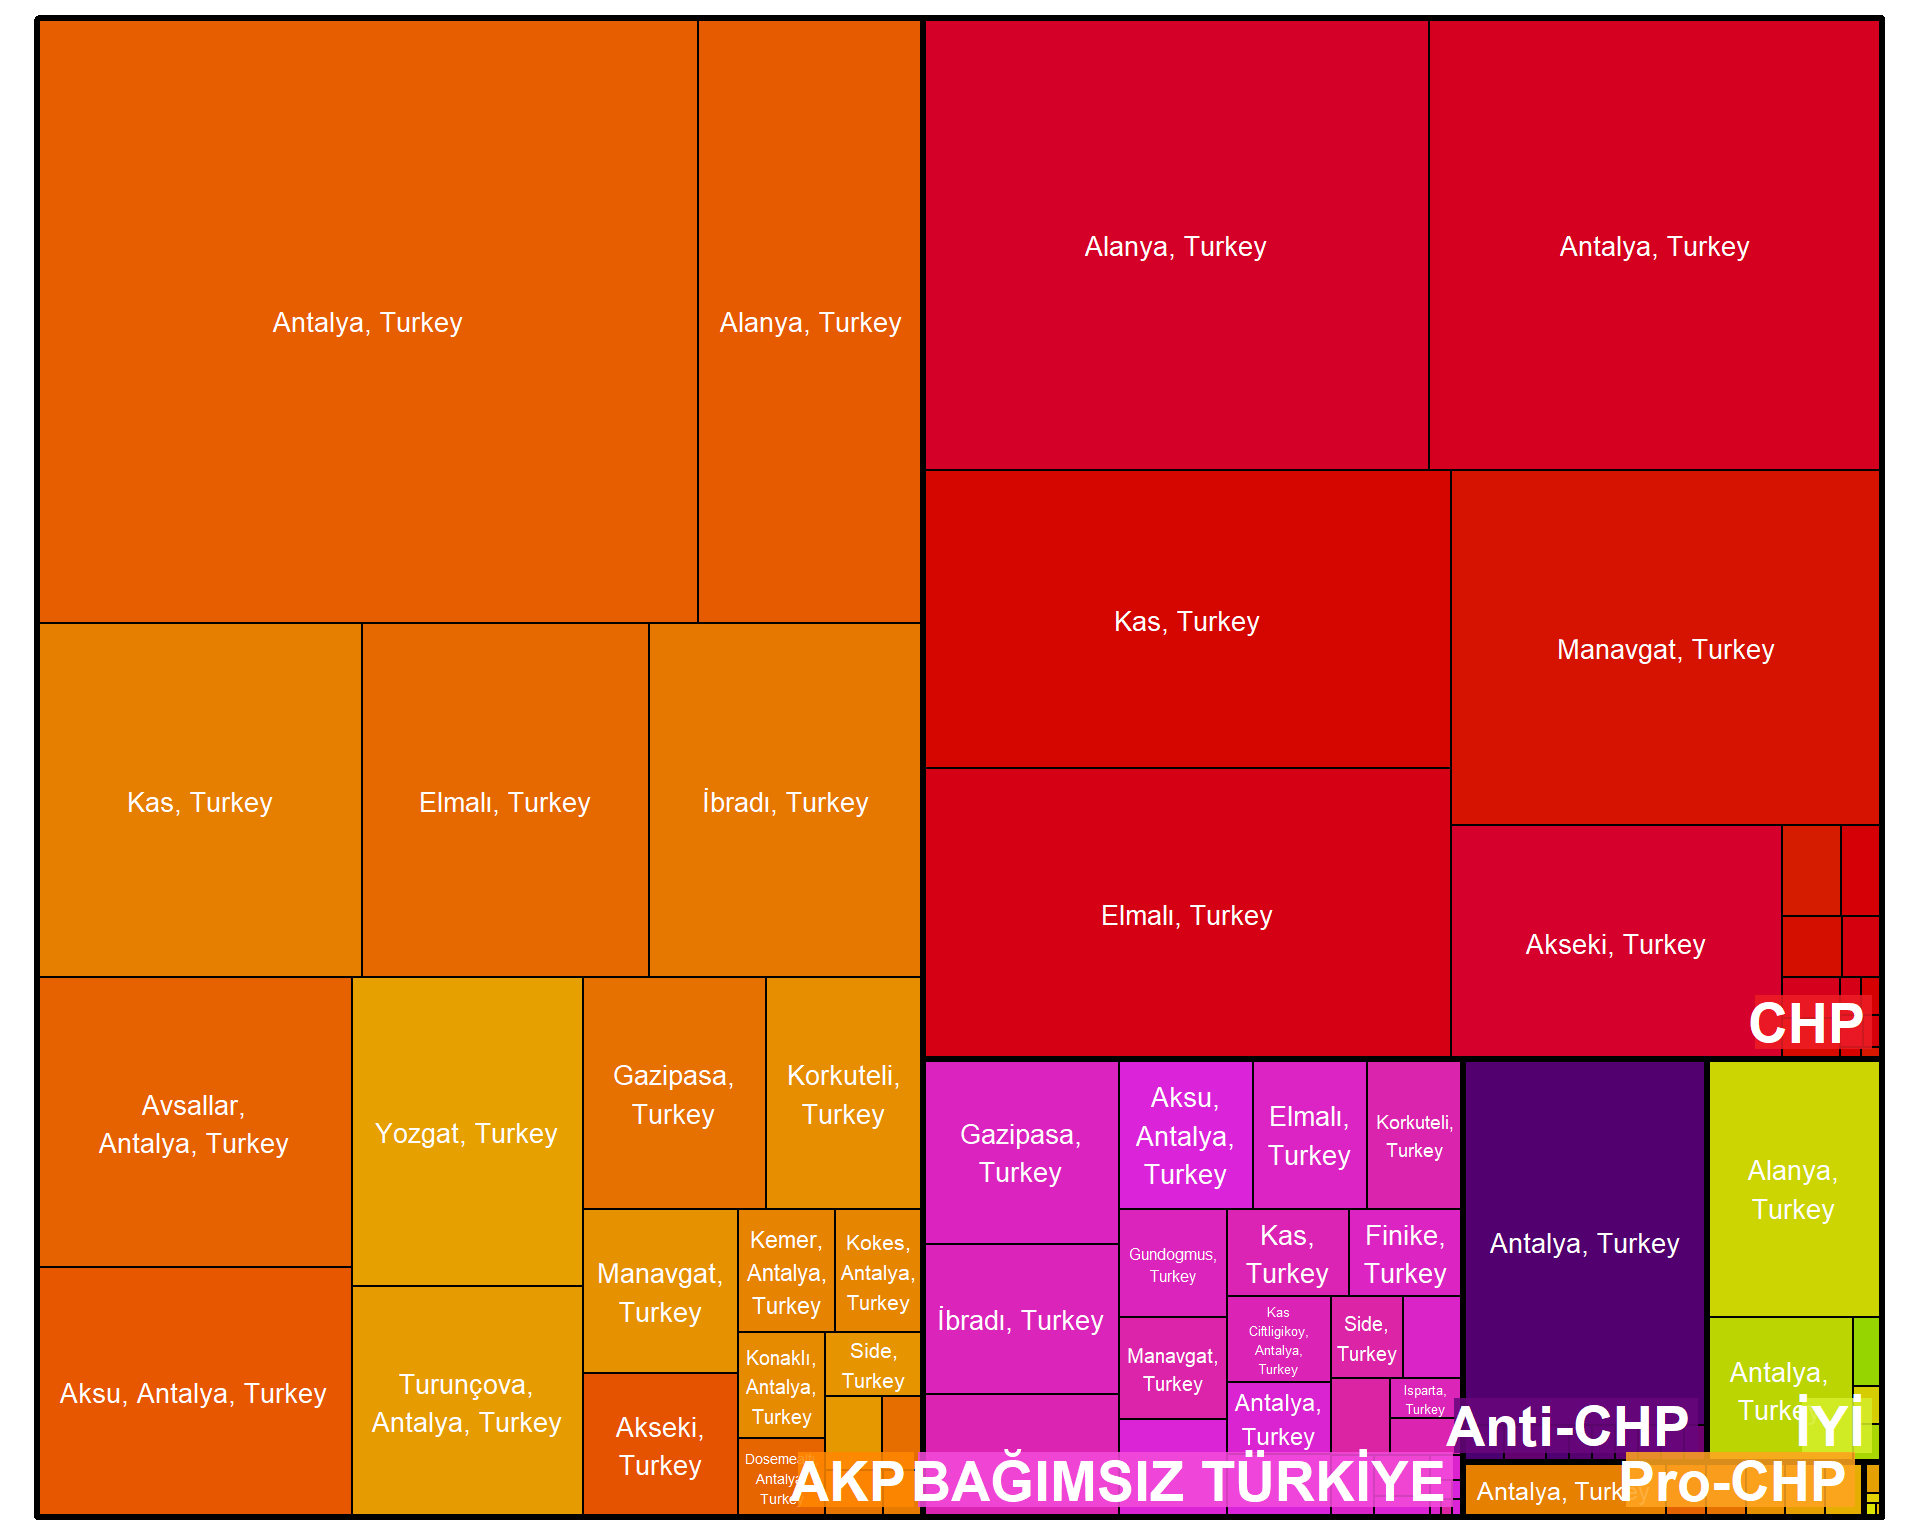 Antalya, Turkey
Alanya, Turkey
Kas, Turkey
Elmalı, Turkey
İbradı, Turkey
Avsallar,
Antalya, Turkey
Aksu, Antalya, Turkey
Yozgat, Turkey
Turunçova,
Antalya, Turkey
Gazipasa,
Turkey
Korkuteli,
Turkey
Manavgat,
Turkey
Akseki,
Turkey
Kemer,
Antalya,
Turkey
Kokes,
Antalya,
Turkey
Konaklı,
Antalya,
Turkey
Side,
Turkey
Antalya,
Turkey
AKP
Alanya, Turkey
Antalya, Turkey
Kas, Turkey
Manavgat, Turkey
Elmalı, Turkey
Akseki, Turkey
CHP
Gazipasa,
Turkey
İbradı, Turkey
Aksu,
Antalya,
Turkey
Elmalı,
Turkey
Korkuteli,
Turkey
Gundogmus,
Turkey
Kas,
Turkey
Finike,
Turkey
Manavgat,
Turkey
Kas
Ciftligikoy,
Antalya,
Turkey
Side,
Turkey
Antalya,
Turkey
Isparta,
Turkey
BAĞIMSIZ TÜRKİYE
Antalya, Turkey
Anti-CHP
Alanya,
Turkey
Antalya,
Turkey
İYİ
Antalya, Turkey
Pro-CHP